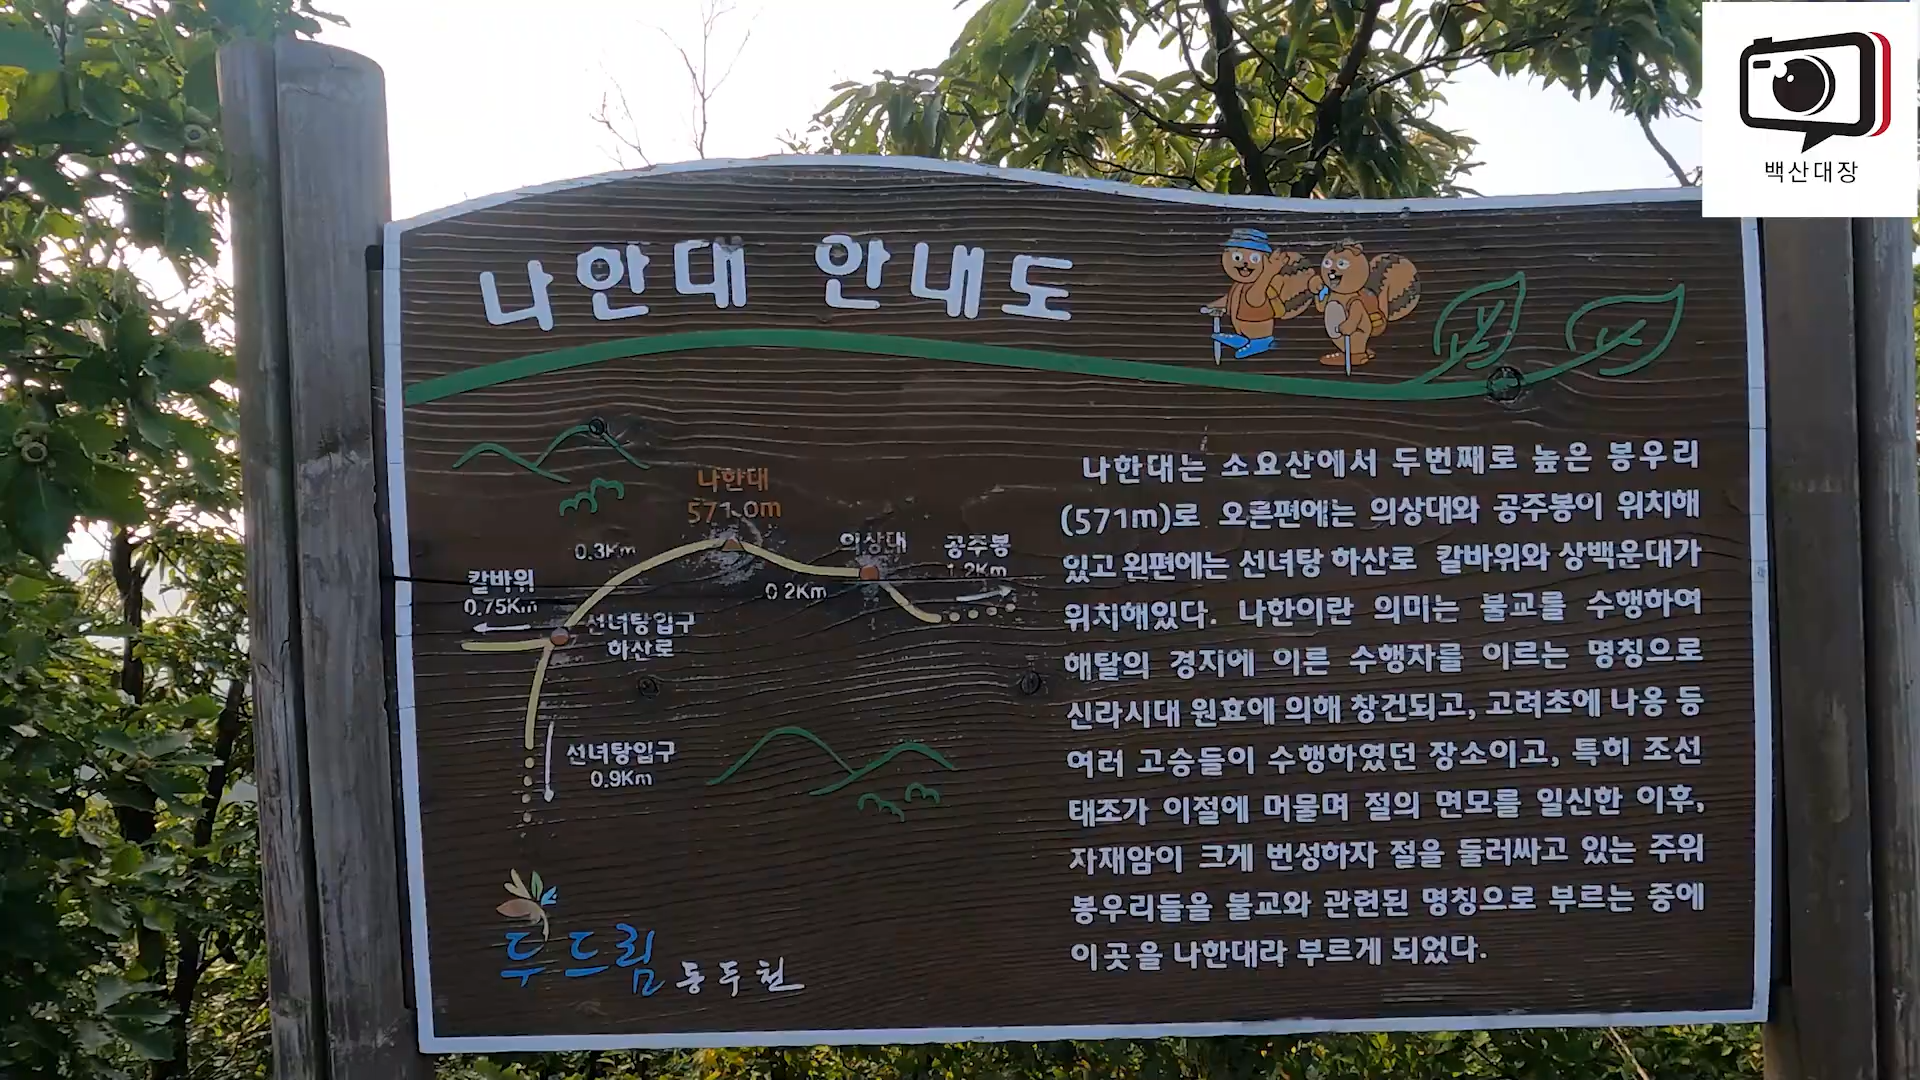 백산대장
나한대 안내도
나한대
571.0m
0.3Km
의상대
공주봉
1.2Km
칼바위
0.75Km
0.2Km
선녀탕입구
하산로
선녀탕입구
0.9Km
두드림 동두천
나한대는 소요산에서 두번째로 높은 봉우리
(571m)로 오른편에는 의상대와 공주봉이 위치해
있고 왼편에는 선녀탕 하산로 칼바위와 상백운대가
위치해있다. 나한이란 의미는 불교를 수행하여
해탈의 경지에 이른 수행자를 이르는 명칭으로
신라시대 원효에 의해 창건되고, 고려초에 나옹 등
여러 고승들이 수행하였던 장소이고, 특히 조선
태조가 이절에 머물며 절의 면모를 일신한 이후,
자재암이 크게 번성하자 절을 둘러싸고 있는 주위
봉우리들을 불교와 관련된 명칭으로 부르는 중에
이곳을 나한대라 부르게 되었다.